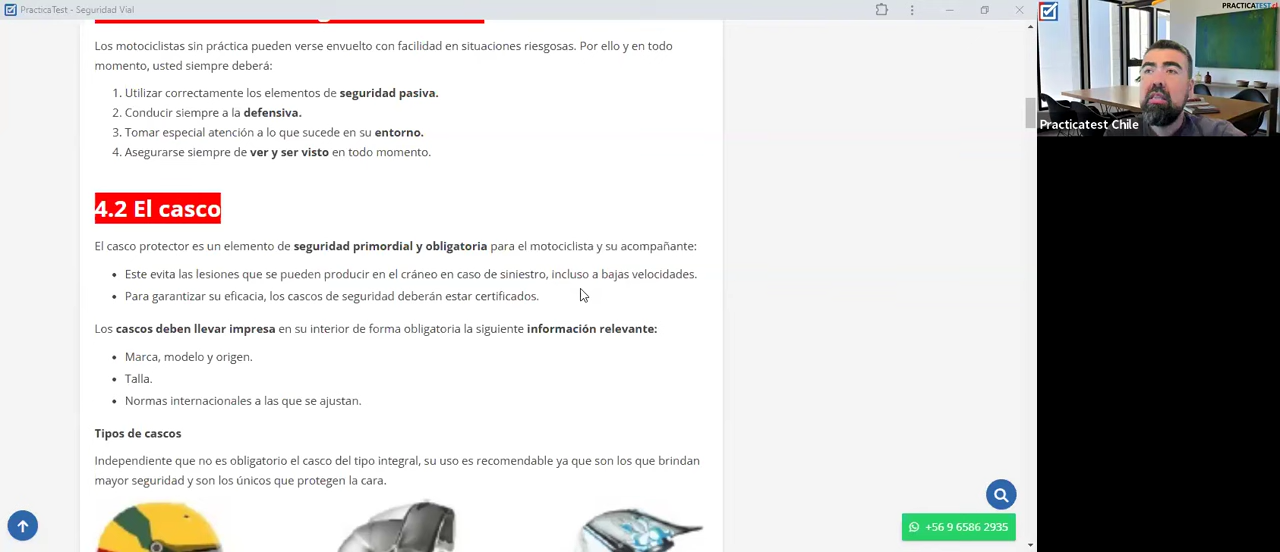 PracticaTest - Seguridad Vial
PRACTICATEST
Los motociclistas sin práctica pueden verse envuelto con facilidad en situaciones riesgosas. Por ello y en todo
momento, usted siempre deberá:
1. Utilizar correctamente los elementos de seguridad pasiva.
2. Conducir siempre a la defensiva.
3. Tomar especial atención a lo que sucede en su entorno.
4. Asegurarse siempre de ver y ser visto en todo momento.
Practicatest Chile
4.2 El casco
El casco protector es un elemento de seguridad primordial y obligatoria para el motociclista y su acompañante:
• Este evita las lesiones que se pueden producir en el cráneo en caso de siniestro, incluso a bajas velocidades.
• Para garantizar su eficacia, los cascos de seguridad deberán estar certificados.
Los cascos deben llevar impresa en su interior de forma obligatoria la siguiente información relevante:
• Marca, modelo y origen.
• Talla.
• Normas internacionales a las que se ajustan.
Tipos de cascos
Independiente que no es obligatorio el casco del tipo integral, su uso es recomendable ya que son los que brindan
mayor seguridad y son los únicos que protegen la cara.
+56 9 6586 2935